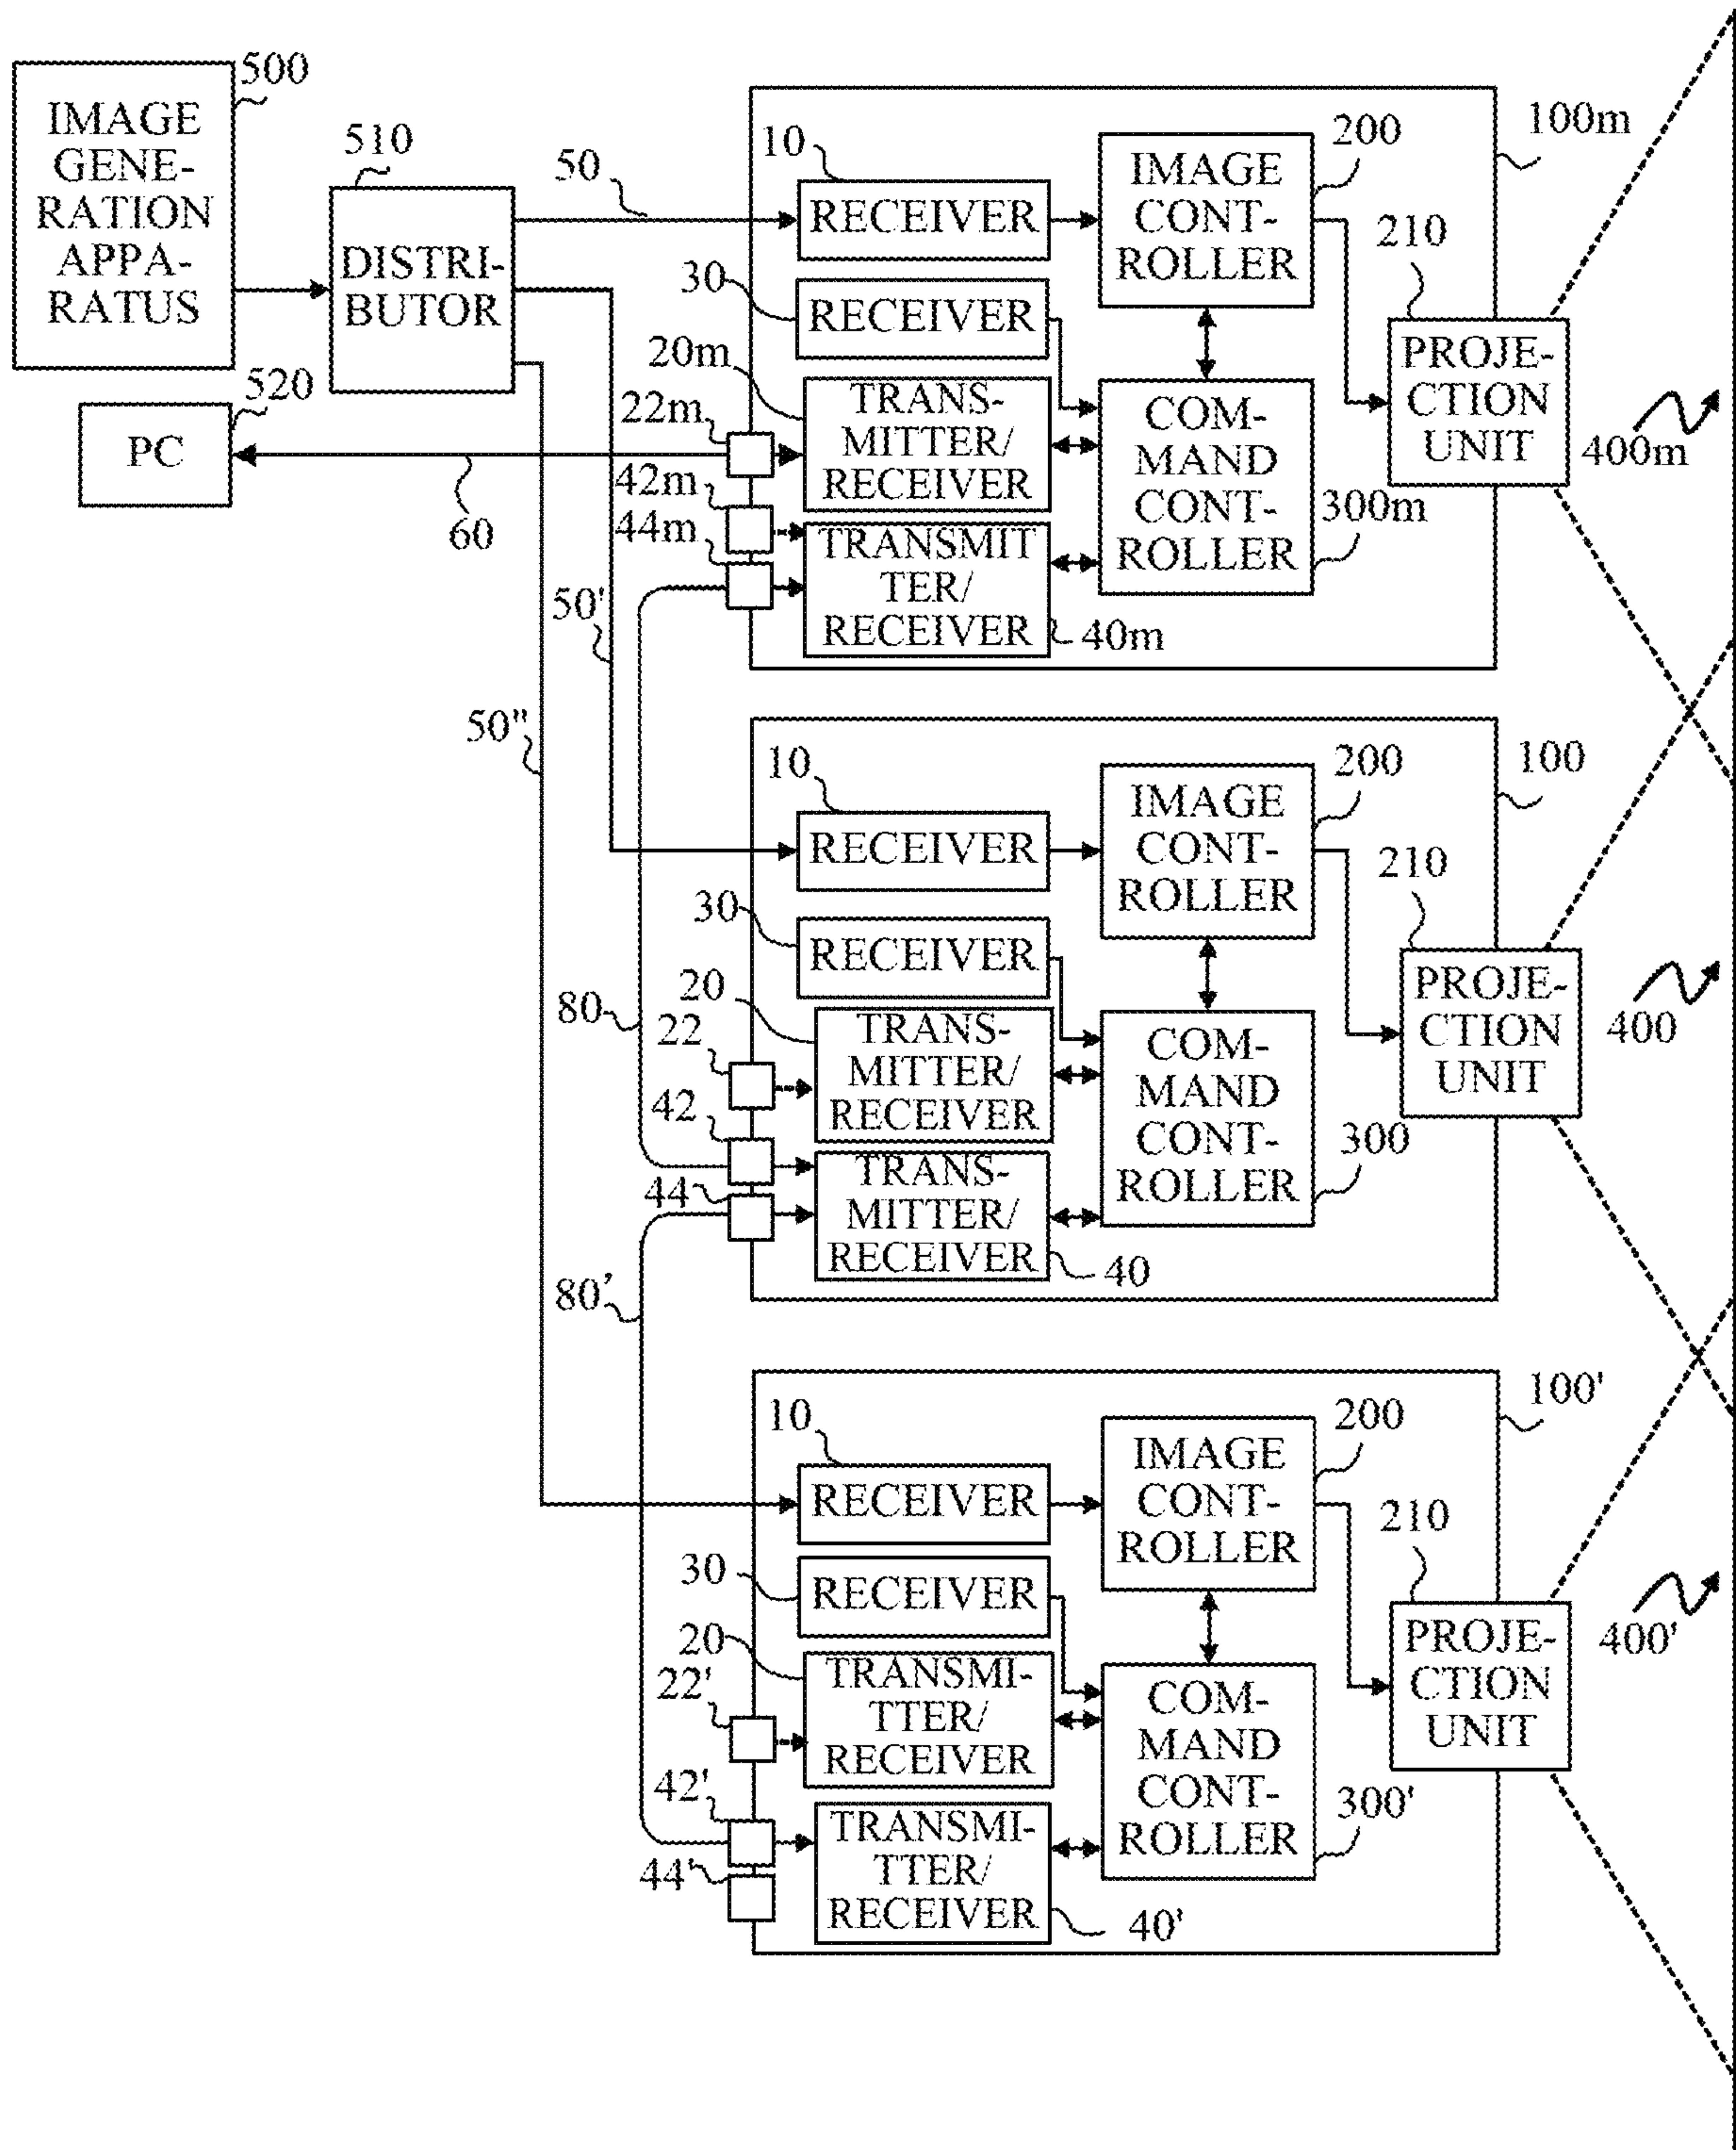 500
IMAGE
GENE-
RATION
APPA-
RATUS
510
DISTRI-
BUTOR
520
PC
50
60
50'
50"
80
80'
100m
10
RECEIVER
200
IMAGE
CONT-
ROLLER
210
PROJE-
CTION
UNIT
30
RECEIVER
20m
TRANS-
MITTER/
RECEIVER
22m
42m
44m
TRANSMIT
TER/
RECEIVER
40m
COM-
MAND
CONT-
ROLLER
300m
400m
100
10
RECEIVER
200
IMAGE
CONT-
ROLLER
210
PROJE-
CTION
UNIT
30
RECEIVER
20
TRANS-
MITTER/
RECEIVER
22
42
44
TRANS-
MITTER/
RECEIVER
40
COM-
MAND
CONT-
ROLLER
300
400
100'
10
RECEIVER
200
IMAGE
CONT-
ROLLER
210
PROJE-
CTION
UNIT
30
RECEIVER
20
TRANSMI-
TTER/
RECEIVER
22'
42'
44'
TRANSMI-
TTER/
RECEIVER
40'
COM-
MAND
CONT-
ROLLER
300'
400'